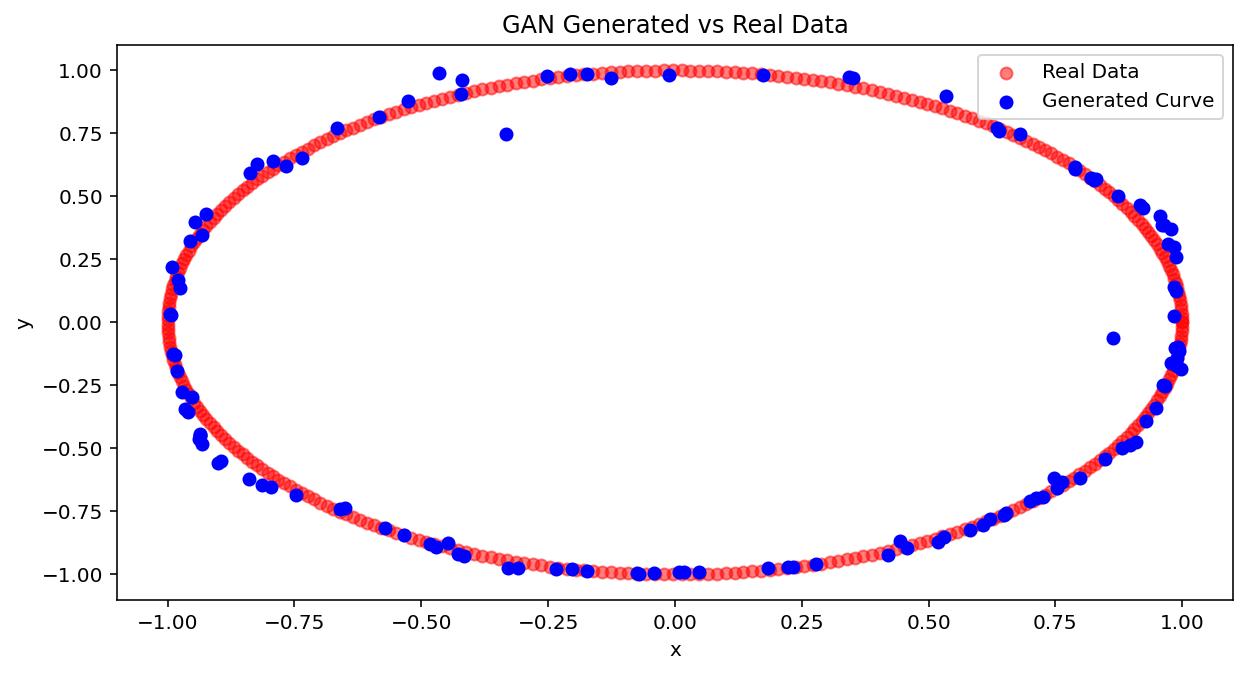 GAN Generated vs Real Data
Real Data
Generated Curve
1.00
0.75
0.50
0.25
0.00
−0.25
−0.50
−0.75
−1.00
y
−1.00 −0.75 −0.50 −0.25 0.00 0.25 0.50 0.75 1.00
x